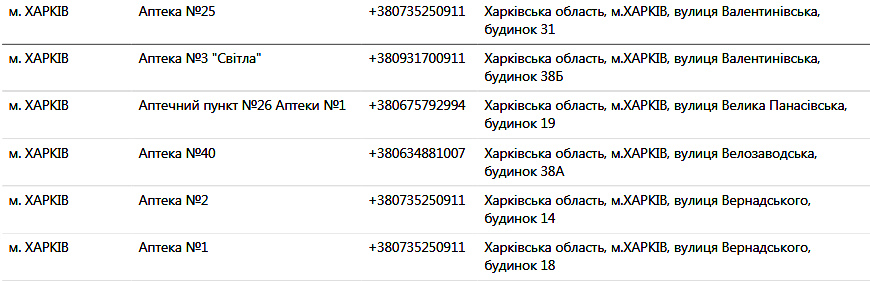 м. ХАРКІВ Аптека №25 +380735250911 Харківська область, м.ХАРКІВ, вулиця Валентинівська,
будинок 31
м. ХАРКІВ Аптека №3 "Світла" +380931700911 Харківська область, м.ХАРКІВ, вулиця Валентинівська,
будинок 38Б
м. ХАРКІВ Аптечний пункт №26 Аптеки №1 +380675792994 Харківська область, м.ХАРКІВ, вулиця Велика Панасівська,
будинок 19
м. ХАРКІВ Аптека №40 +380634881007 Харківська область, м.ХАРКІВ, вулиця Велозаводська,
будинок 38А
м. ХАРКІВ Аптека №2 +380735250911 Харківська область, м.ХАРКІВ, вулиця Вернадського,
будинок 14
м. ХАРКІВ Аптека №1 +380735250911 Харківська область, м.ХАРКІВ, вулиця Вернадського,
будинок 18